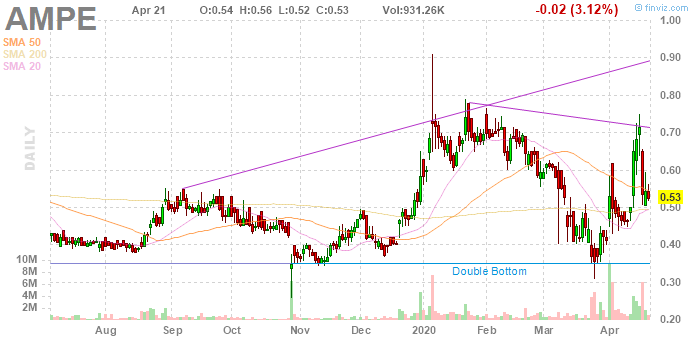 AMPE
Apr 21 O:0.54 H:0.56 L:0.52 C:0.53 Vol:931.26K -0.02 (3.12%)
© finviz.com
SMA 50
SMA 200
SMA 20
DAILY
1.00
0.90
0.80
0.70
0.60
0.53
0.50
0.40
0.30
0.20
10M
8M
6M
4M
2M
Double Bottom
Aug Sep Oct Nov Dec 2020 Feb Mar Apr